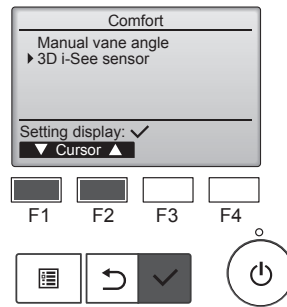 Comfort
Manual vane angle
3D i-See sensor
Setting display: ✓
▼ Cursor ▲
F1 F2 F3 F4